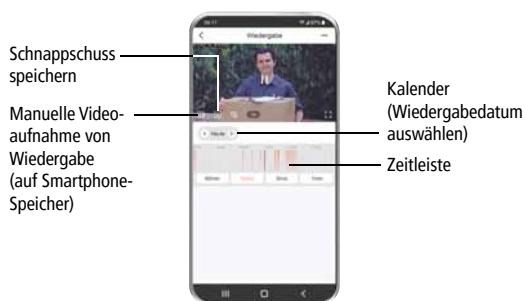 Schnappschuss
speichern
Manuelle Video-
aufnahme von
Wiedergabe
(auf Smartphone-
Speicher)
Wiedergabe
Heute
Kalender
(Wiedergabedatum
auswählen)
Zeitleiste